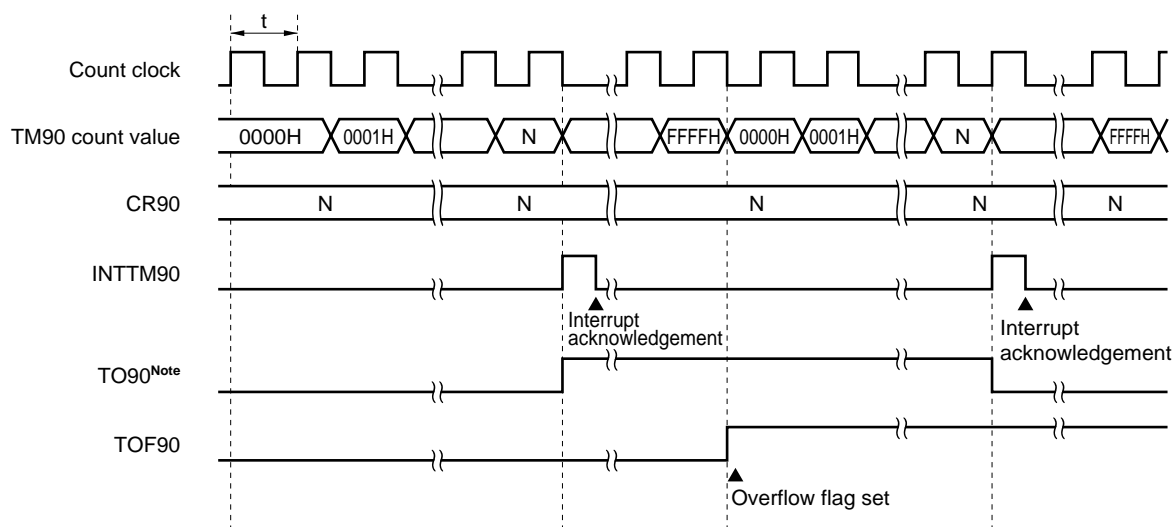 t
Count clock
TM90 count value 0000H 0001H N FFFFH 0000H 0001H N FFFFH
CR90 N N N N N
INTTM90
Interrupt
acknowledgement
Interrupt
acknowledgement
TO90Note
TOF90
Overflow flag set